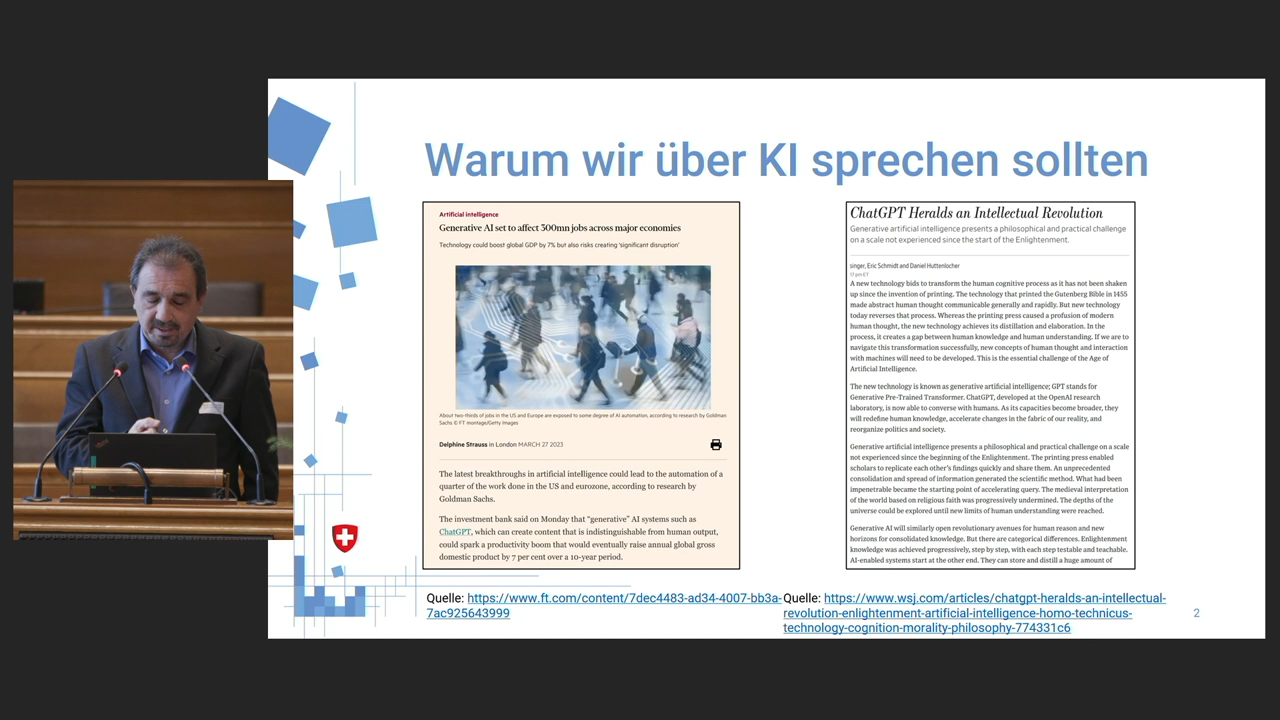 Warum wir über KI sprechen sollten
Artificial intelligence
Generative AI set to affect 300mn jobs across major economies
Technology could boost global GDP by 7% but also risks creating ‘significant disruption’
About two-thirds of jobs in the US and Europe are exposed to some degree of AI automation, according to research by Goldman
Sachs © FT montage/Getty Images
Delphine Strauss in London MARCH 27 2023
The latest breakthroughs in artificial intelligence could lead to the automation of a
quarter of the work done in the US and eurozone, according to research by
Goldman Sachs.
The investment bank said on Monday that “generative” AI systems such as
ChatGPT, which can create content that is indistinguishable from human output,
could spark a productivity boom that would eventually raise annual global gross
domestic product by 7 per cent over a 10-year period.
Quelle: https://www.ft.com/content/7dec4483-ad34-4007-bb3a-
7ac925643999
ChatGPT Heralds an Intellectual Revolution
Generative artificial intelligence presents a philosophical and practical challenge
on a scale not experienced since the start of the Enlightenment.
singer, Eric Schmidt and Daniel Huttenlocher
17 pm ET
A new technology bids to transform the human cognitive process as it has not been shaken
up since the invention of printing. The technology that printed the Gutenberg Bible in 1455
made abstract human thought communicable generally and rapidly. But new technology
today reverses that process. Whereas the printing press caused a profusion of modern
human thought, the new technology achieves its distillation and elaboration. In the
process, it creates a gap between human knowledge and human understanding. If we are to
navigate this transformation successfully, new concepts of human thought and interaction
with machines will need to be developed. This is the essential challenge of the Age of
Artificial Intelligence.
The new technology is known as generative artificial intelligence; GPT stands for
Generative Pre-Trained Transformer. ChatGPT, developed at the OpenAI research
laboratory, is now able to converse with humans. As its capacities become broader, they
will redefine human knowledge, accelerate changes in the fabric of our reality, and
reorganize politics and society.
Generative artificial intelligence presents a philosophical and practical challenge on a scale
not experienced since the beginning of the Enlightenment. The printing press enabled
scholars to replicate each other’s findings quickly and share them. An unprecedented
consolidation and spread of information generated the scientific method. What had been
impenetrable became the starting point of accelerating query. The medieval interpretation
of the world based on religious faith was progressively undermined. The depths of the
universe could be explored until new limits of human understanding were reached.
Generative AI will similarly open revolutionary avenues for human reason and new
horizons for consolidated knowledge. But there are categorical differences. Enlightenment
knowledge was achieved progressively, step by step, with each step testable and teachable.
AI-enabled systems start at the other end. They can store and distill a huge amount of
Quelle: https://www.wsj.com/articles/chatgpt-heralds-an-intellectual-
revolution-enlightenment-artificial-intelligence-homo-technicus-
technology-cognition-morality-philosophy-774331c6
2